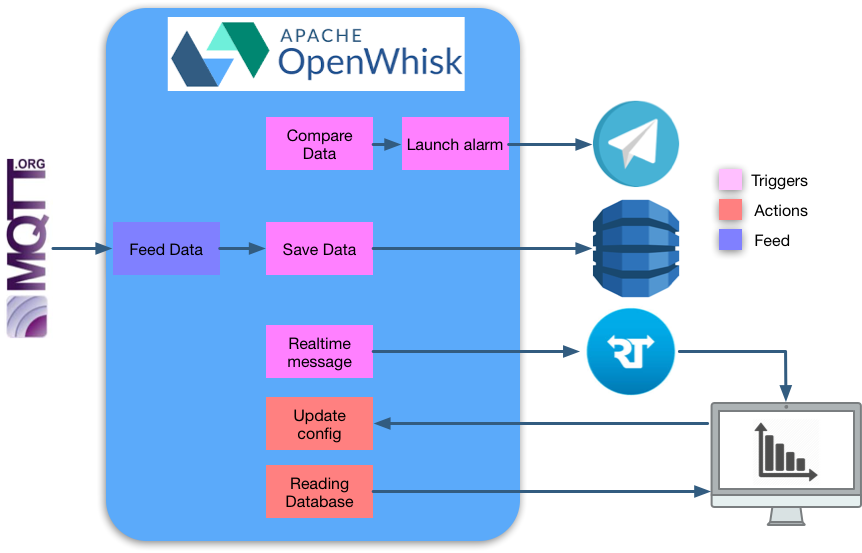 APACHE
OpenWhisk
Compare
Data
Launch alarm
MQTT.ORG
Feed Data
Save Data
Realtime
message
RT
Update
config
Reading
Database
Triggers
Actions
Feed